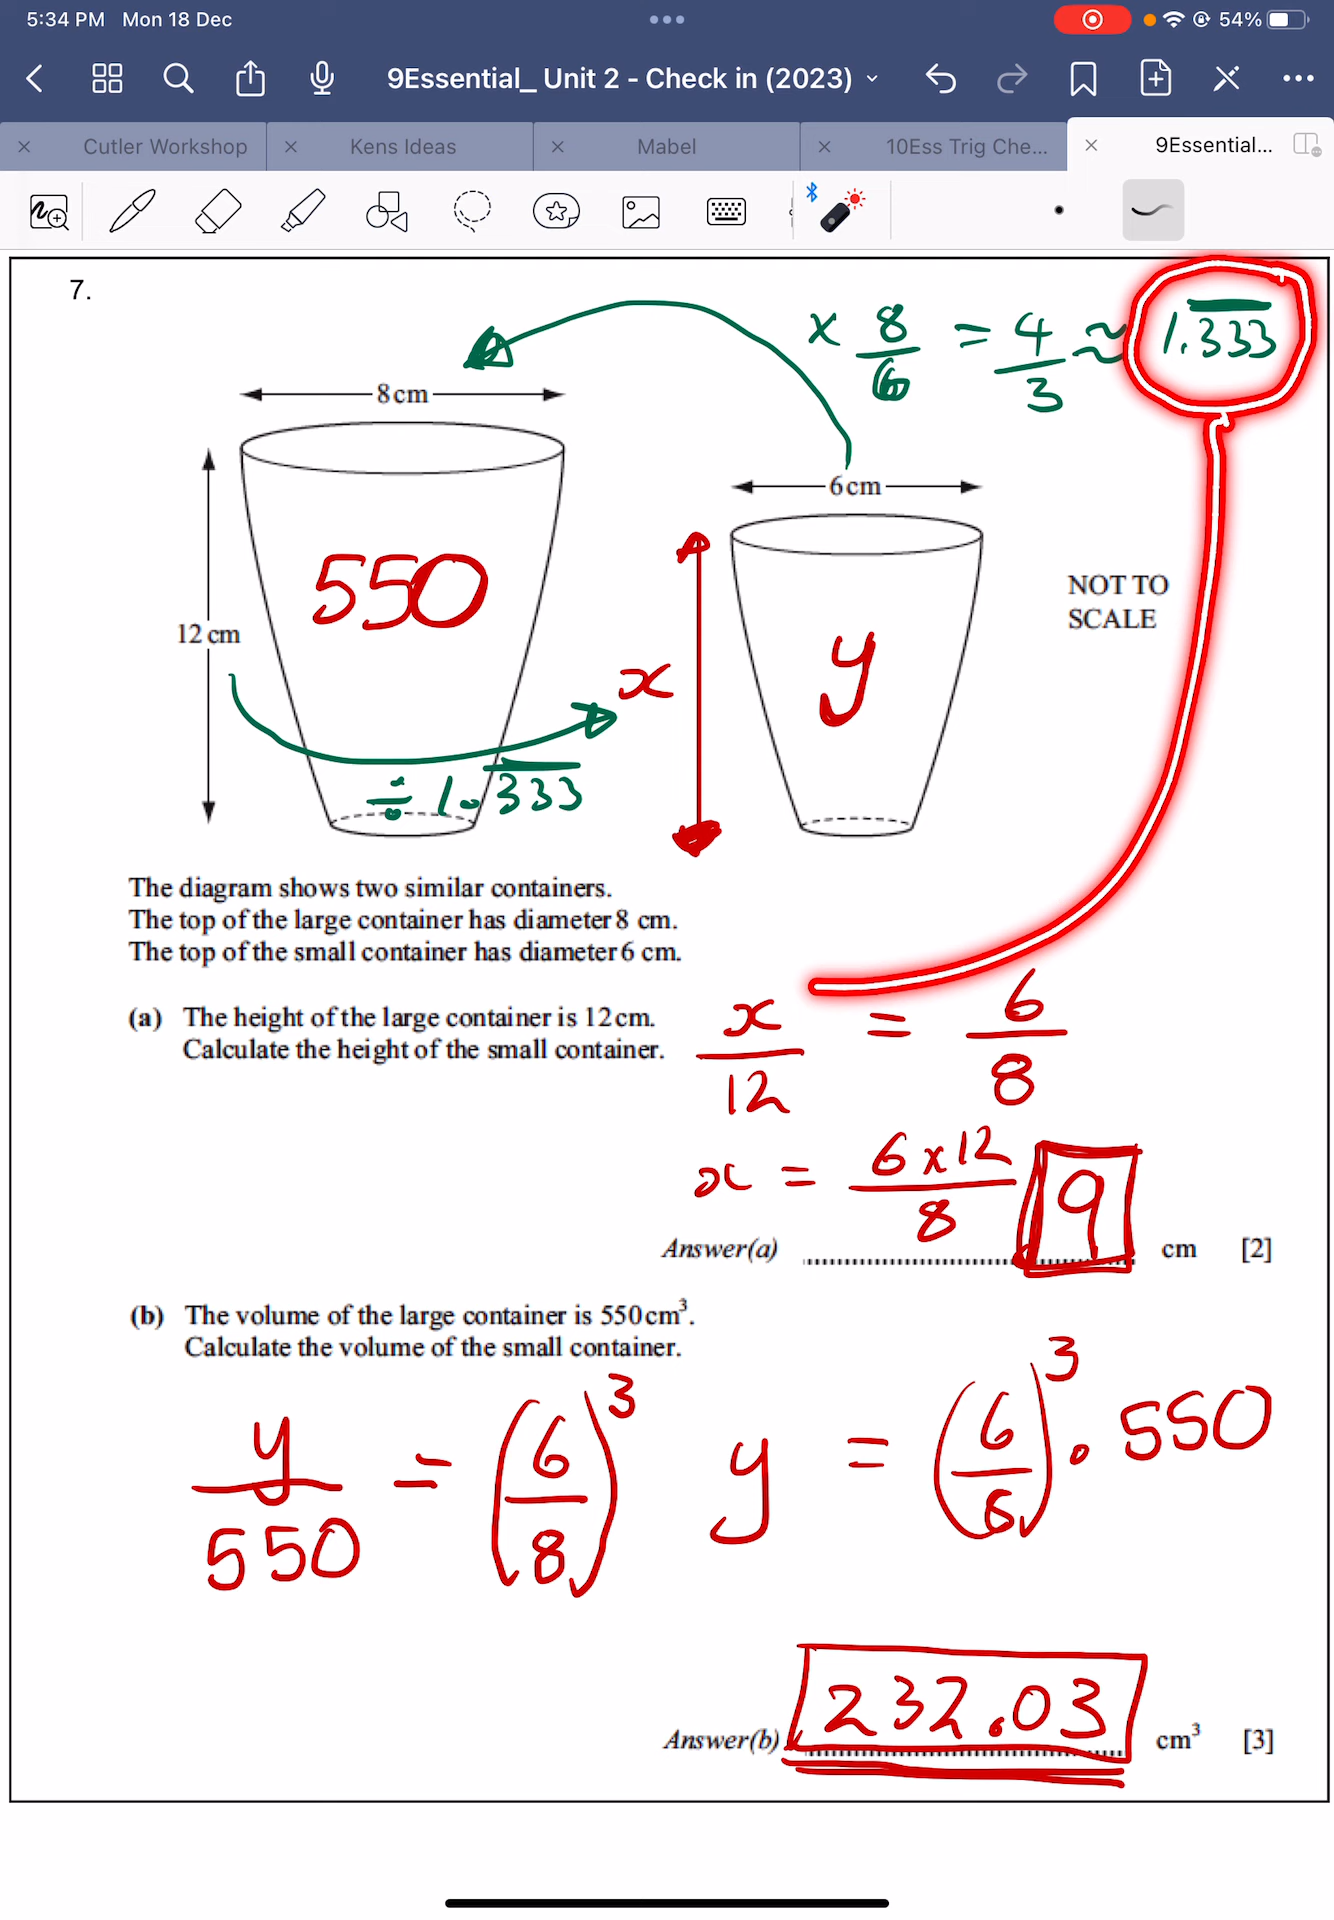 5:34 PM Mon 18 Dec
54%
9Essential_ Unit 2 - Check in (2023)
Cutler Workshop
Kens Ideas
Mabel
10Ess Trig Che...
9Essential...
7.
× 8/6 = 4/3 ≈ 1.333
8 cm
6 cm
550
NOT TO
SCALE
12 cm
x
y
÷ 1.333
The diagram shows two similar containers.
The top of the large container has diameter 8 cm.
The top of the small container has diameter 6 cm.
(a) The height of the large container is 12 cm.
Calculate the height of the small container.
x/12 = 6/8
x = 6 x 12/8
9
Answer(a) cm [2]
(b) The volume of the large container is 550 cm³.
Calculate the volume of the small container.
y/550 = (6/8)³ y = (6/8)³ . 550
232.03
Answer(b) cm³ [3]